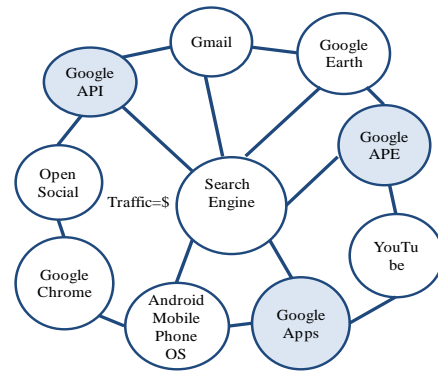 Gmail
Google
Earth
Google
API
Google
APE
Open
Social
Search
Engine
Traffic=$
YouTu
be
Google
Chrome
Android
Mobile
Phone
OS
Google
Apps